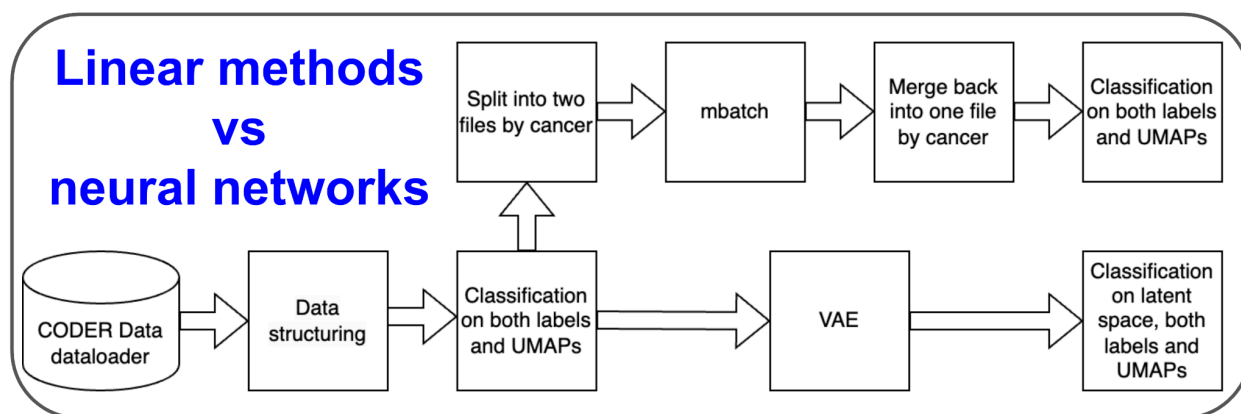 Linear methods
vs
neural networks
Split into two
files by cancer
mbatch
Merge back
into one file
by cancer
Classification
on both labels
and UMAPs
CODER Data
dataloader
Data
structuring
Classification
on both labels
and UMAPs
VAE
Classification
on latent
space, both
labels and
UMAPs